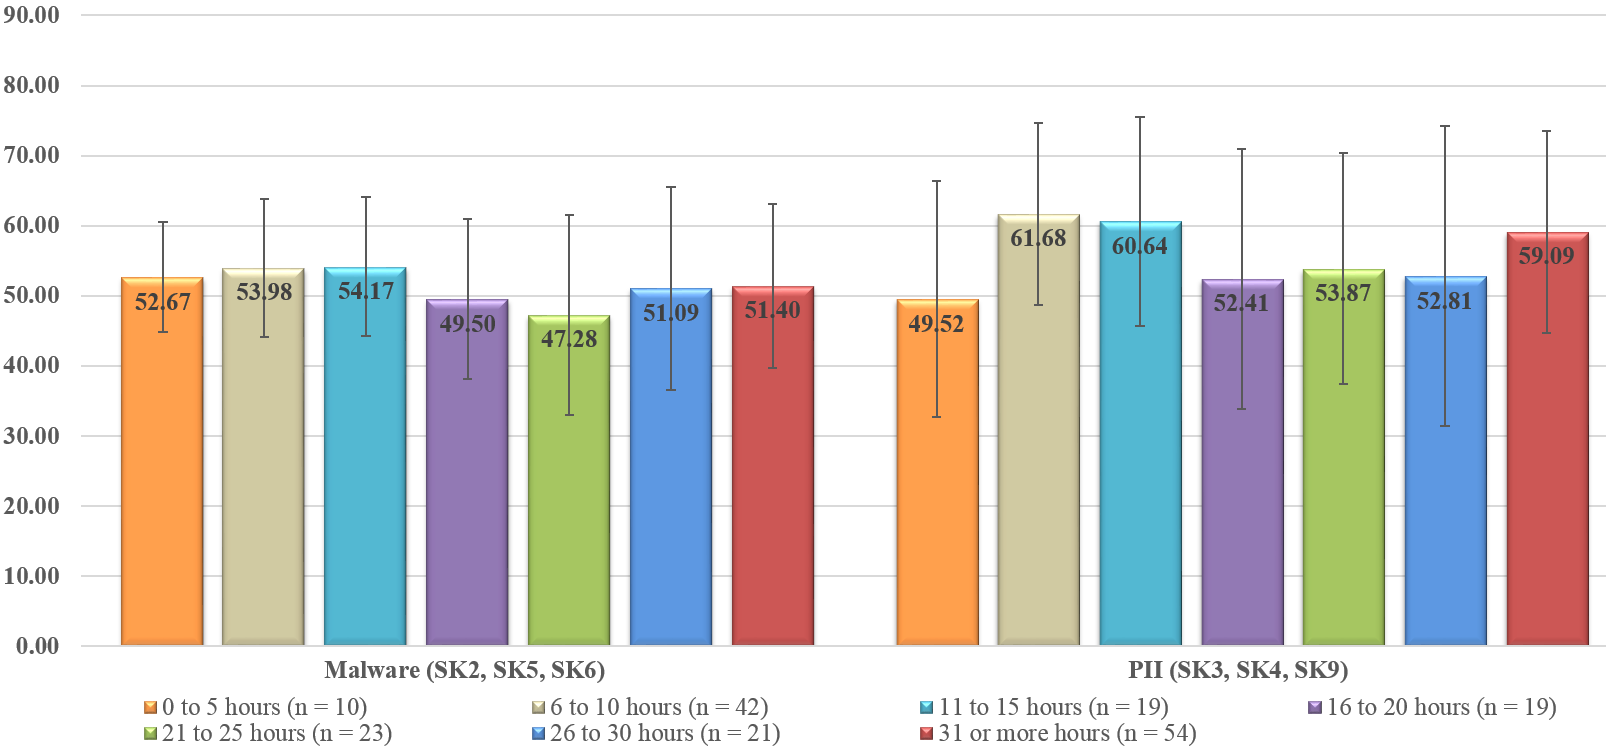 90.00
80.00
70.00
60.00
50.00
40.00
30.00
20.00
10.00
0.00
52.67
53.98
54.17
49.50
47.28
51.09
51.40
49.52
61.68
60.64
52.41
53.87
52.81
59.09
Malware (SK2, SK5, SK6)
PII (SK3, SK4, SK9)
0 to 5 hours (n = 10)
6 to 10 hours (n = 42)
11 to 15 hours (n = 19)
16 to 20 hours (n = 19)
21 to 25 hours (n = 23)
26 to 30 hours (n = 21)
31 or more hours (n = 54)